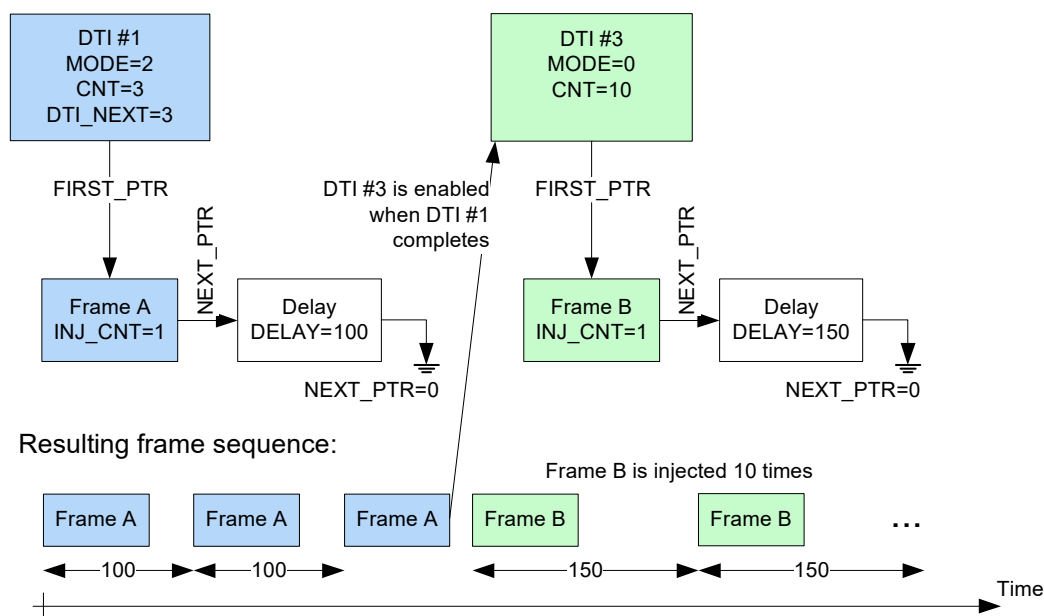 DTI #1
MODE=2
CNT=3
DTI_NEXT=3
DTI #3
MODE=0
CNT=10
FIRST_PTR
NEXT_PTR
DTI #3 is enabled
when DTI #1
completes
FIRST_PTR
NEXT_PTR
Frame A
INJ_CNT=1
Delay
DELAY=100
Frame B
INJ_CNT=1
Delay
DELAY=150
NEXT_PTR=0
NEXT_PTR=0
Resulting frame sequence:
Frame B is injected 10 times
Frame A
Frame A
Frame A
Frame B
Frame B
...
100
100
150
150
Time